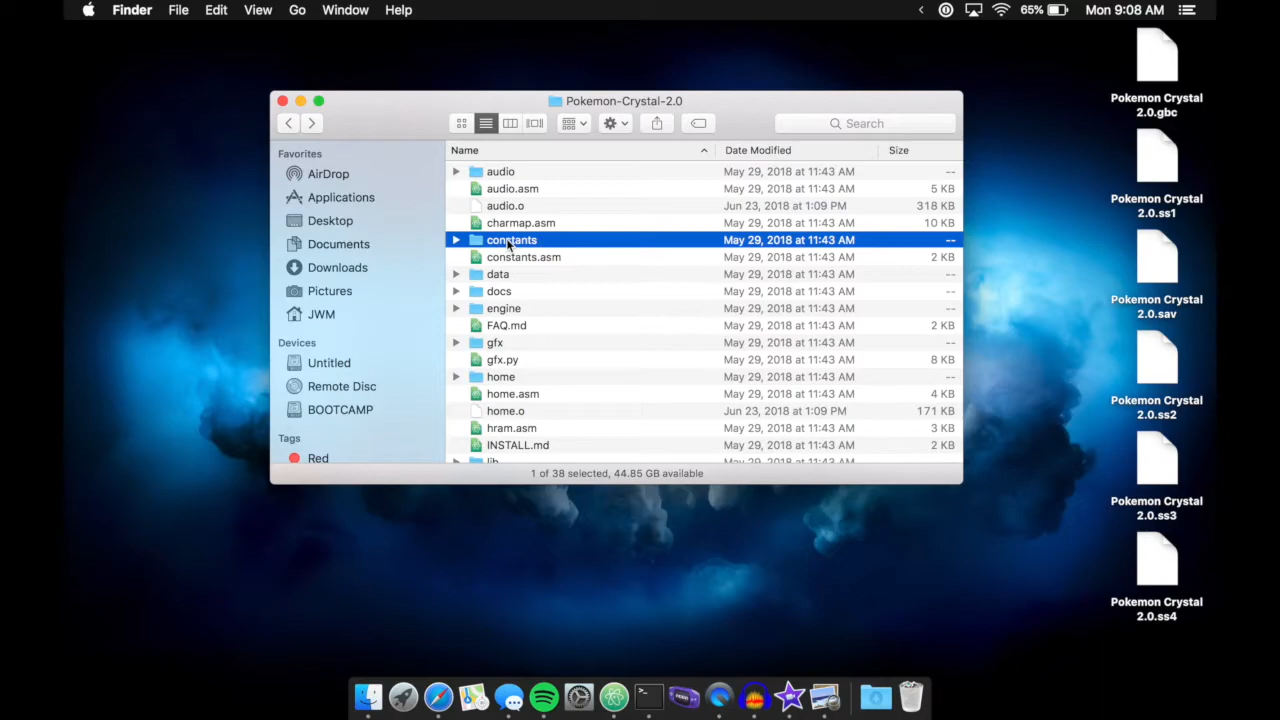 Finder File Edit View Go Window Help
65% Mon 9:08 AM
Pokemon-Crystal-2.0
Search
Favorites
AirDrop
Applications
Desktop
Documents
Downloads
Pictures
JWM
Devices
Untitled
Remote Disc
BOOTCAMP
Tags
Red
Name Date Modified Size
audio May 29, 2018 at 11:43 AM --
audio.asm May 29, 2018 at 11:43 AM 5 KB
audio.o Jun 23, 2018 at 1:09 PM 318 KB
charmap.asm May 29, 2018 at 11:43 AM 10 KB
constants May 29, 2018 at 11:43 AM --
constants.asm May 29, 2018 at 11:43 AM 2 KB
data May 29, 2018 at 11:43 AM --
docs May 29, 2018 at 11:43 AM --
engine May 29, 2018 at 11:43 AM --
FAQ.md May 29, 2018 at 11:43 AM 2 KB
gfx May 29, 2018 at 11:43 AM --
gfx.py May 29, 2018 at 11:43 AM 8 KB
home May 29, 2018 at 11:43 AM --
home.asm May 29, 2018 at 11:43 AM 4 KB
home.o Jun 23, 2018 at 1:09 PM 171 KB
hram.asm May 29, 2018 at 11:43 AM 3 KB
INSTALL.md May 29, 2018 at 11:43 AM 2 KB
lib May 29, 2018 at 11:43 AM --
1 of 38 selected, 44.85 GB available
Pokemon Crystal
2.0.gbc
Pokemon Crystal
2.0.ss1
Pokemon Crystal
2.0.sav
Pokemon Crystal
2.0.ss2
Pokemon Crystal
2.0.ss3
Pokemon Crystal
2.0.ss4